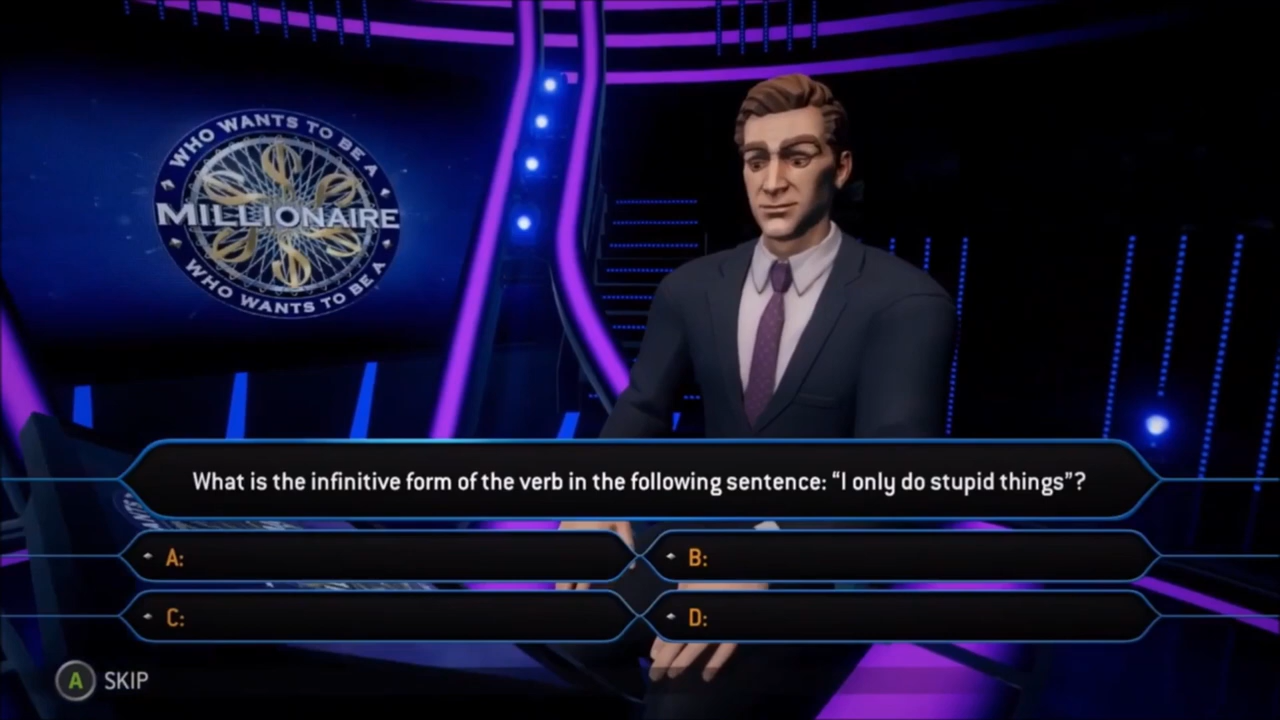 WHO WANTS TO BE A
MILLIONAIRE
WHO WANTS TO BE A
What is the infinitive form of the verb in the following sentence: “I only do stupid things”?
A:
B:
C:
D:
A SKIP